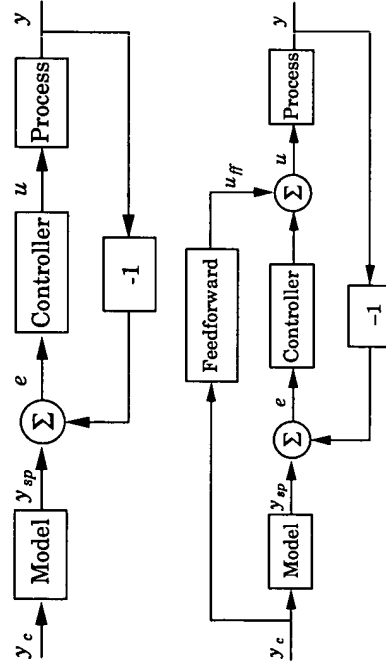 y_c
Model
y_sp
Σ
e
Controller
u
Process
y
-1
y_c
Feedforward
u_ff
Model
y_sp
Σ
e
Controller
Σ
u
Process
y
-1